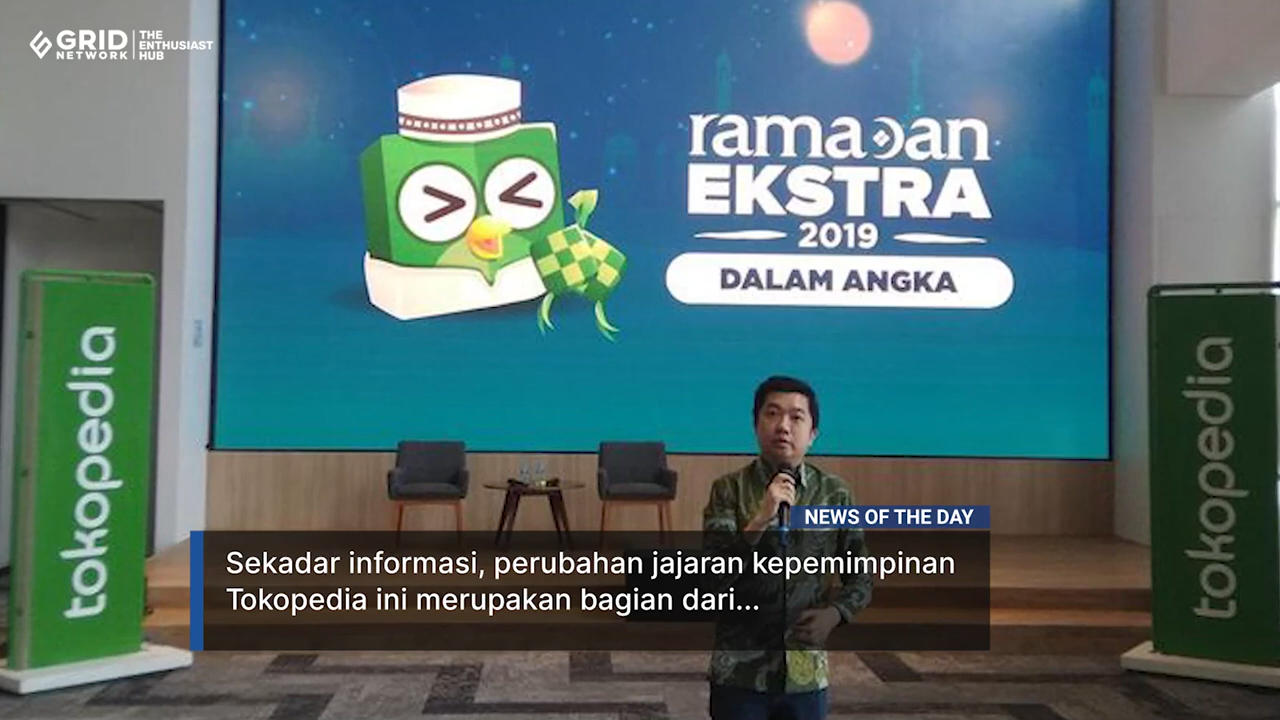 GRID
NETWORK
THE
ENTHUSIAST
HUB
ramadan
EKSTRA
2019
DALAM ANGKA
tokopedia
tokopedia
NEWS OF THE DAY
Sekadar informasi, perubahan jajaran kepemimpinan
Tokopedia ini merupakan bagian dari...